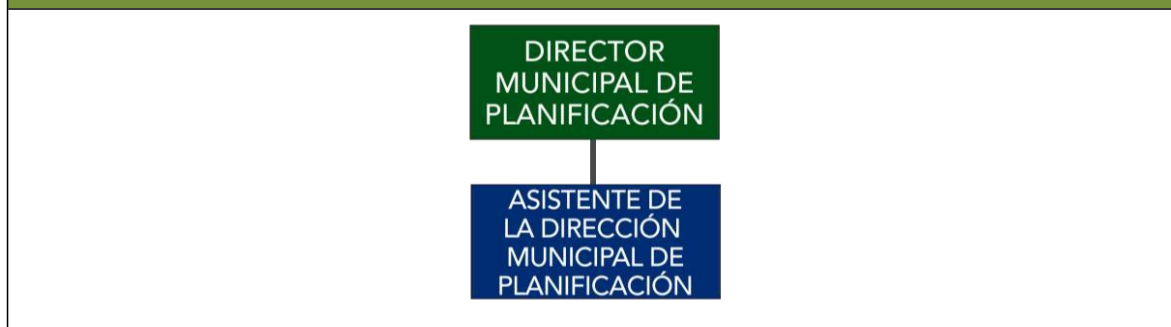 DIRECTOR
MUNICIPAL DE
PLANIFICACIÓN
ASISTENTE DE
LA DIRECCIÓN
MUNICIPAL DE
PLANIFICACIÓN